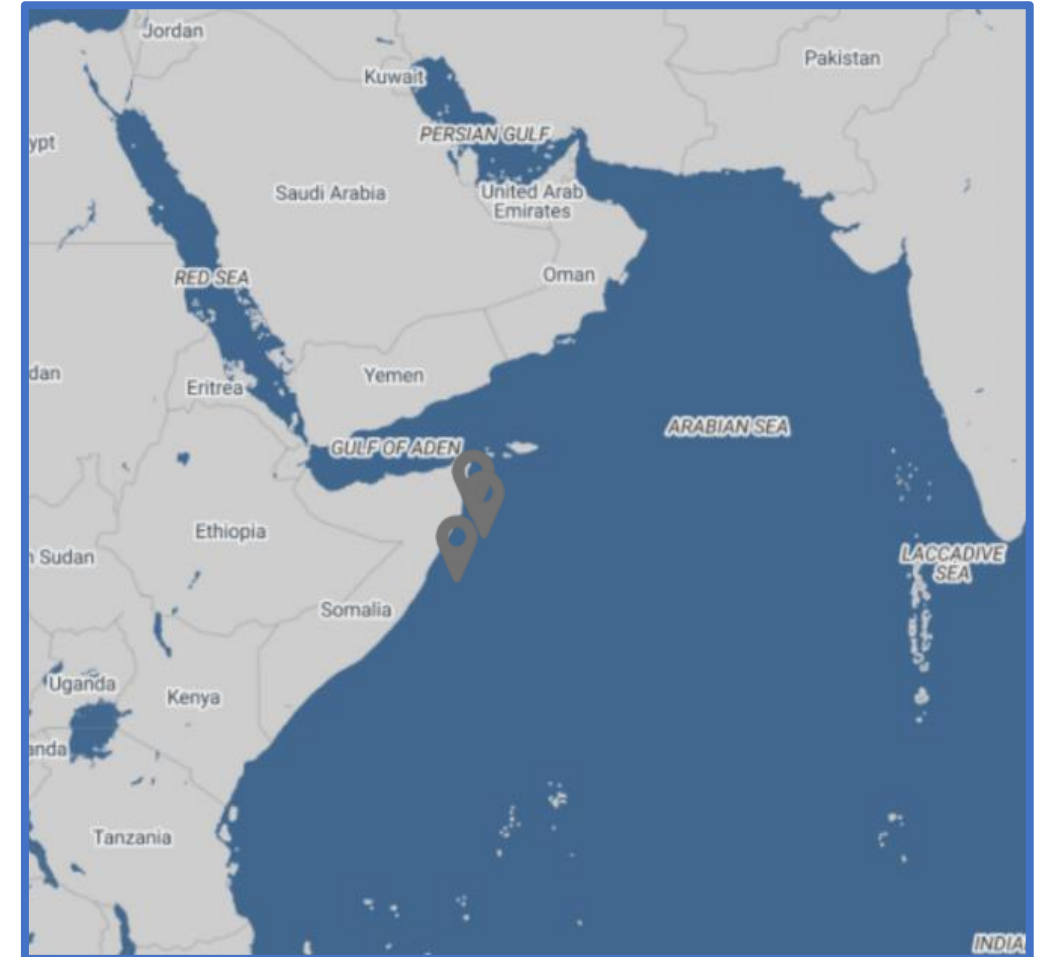 Jordan
Pakistan
Kuwait
PERSIAN GULF
ypt
Saudi Arabia
United Arab
Emirates
RED SEA
Oman
dan
Eritrea
Yemen
ARABIAN SEA
GULF OF ADEN
Ethiopia
n Sudan
LACCADIVE
SEA
Somalia
Uganda
Kenya
anda
Tanzania
INDIA